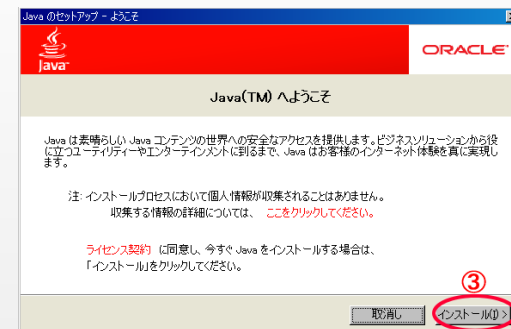 Java のセットアップ - ようこそ
Java™
ORACLE
Java(TM) へようこそ
Java は素晴らしい Java コンテンツの世界への安全なアクセスを提供します。ビジネスソリューションから役
に立つユーティリティーやエンターテインメントに到るまで、Java はお客様のインターネット体験を真に実現し
ます。
注: インストールプロセスにおいて個人情報が収集されることはありません。
収集する情報の詳細については、 ここをクリックしてください。
ライセンス契約 に同意し、今すぐ Java をインストールする場合は、
「インストール」をクリックしてください。
③
取消し
インストール(I) >